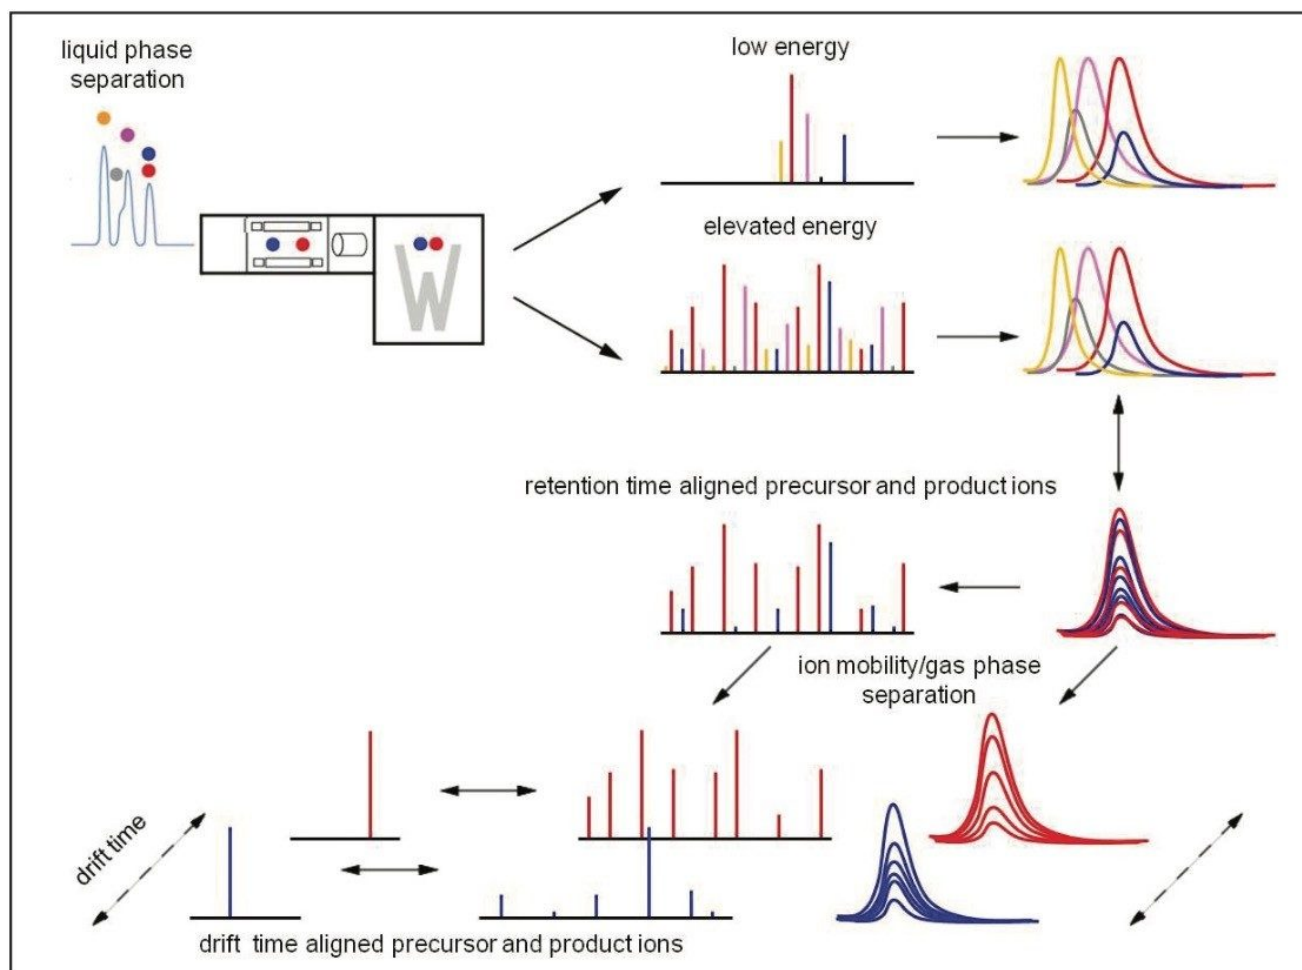 liquid phase
separation
low energy
elevated energy
W
retention time aligned precursor and product ions
ion mobility/gas phase
separation
drift time
drift time aligned precursor and product ions